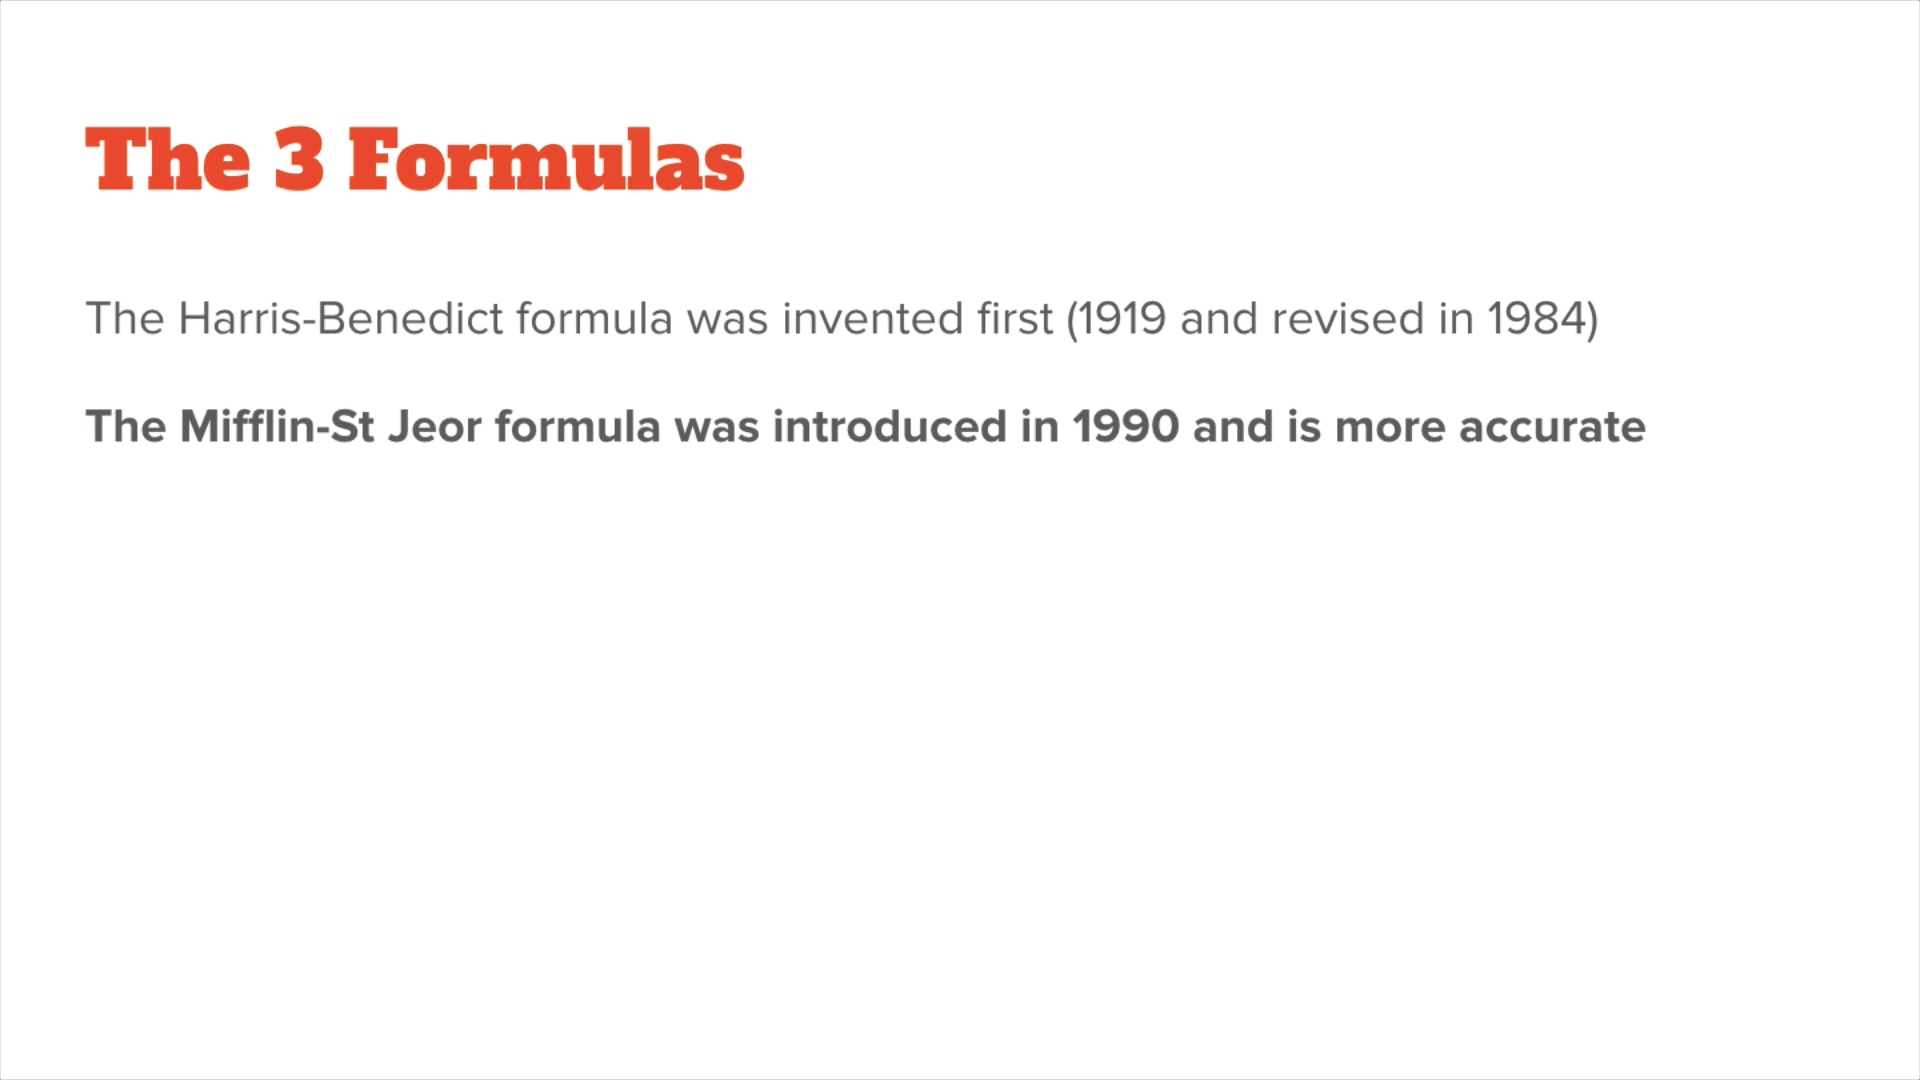 The 3 Formulas
The Harris-Benedict formula was invented first (1919 and revised in 1984)
The Mifflin-St Jeor formula was introduced in 1990 and is more accurate